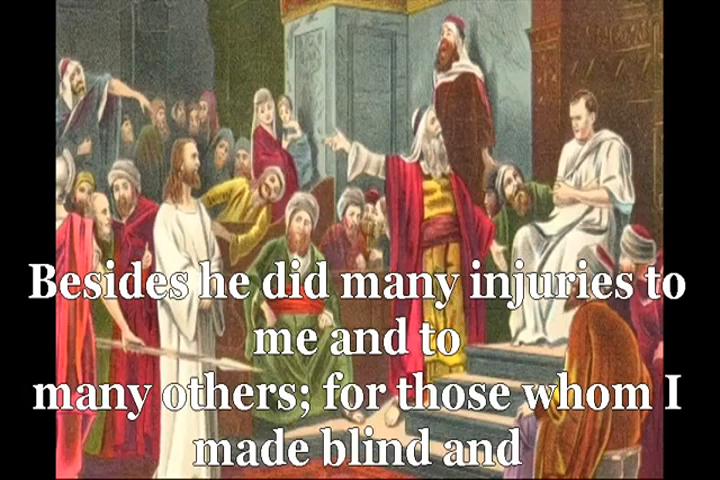 Besides he did many injuries to
me and to
many others; for those whom I
made blind and